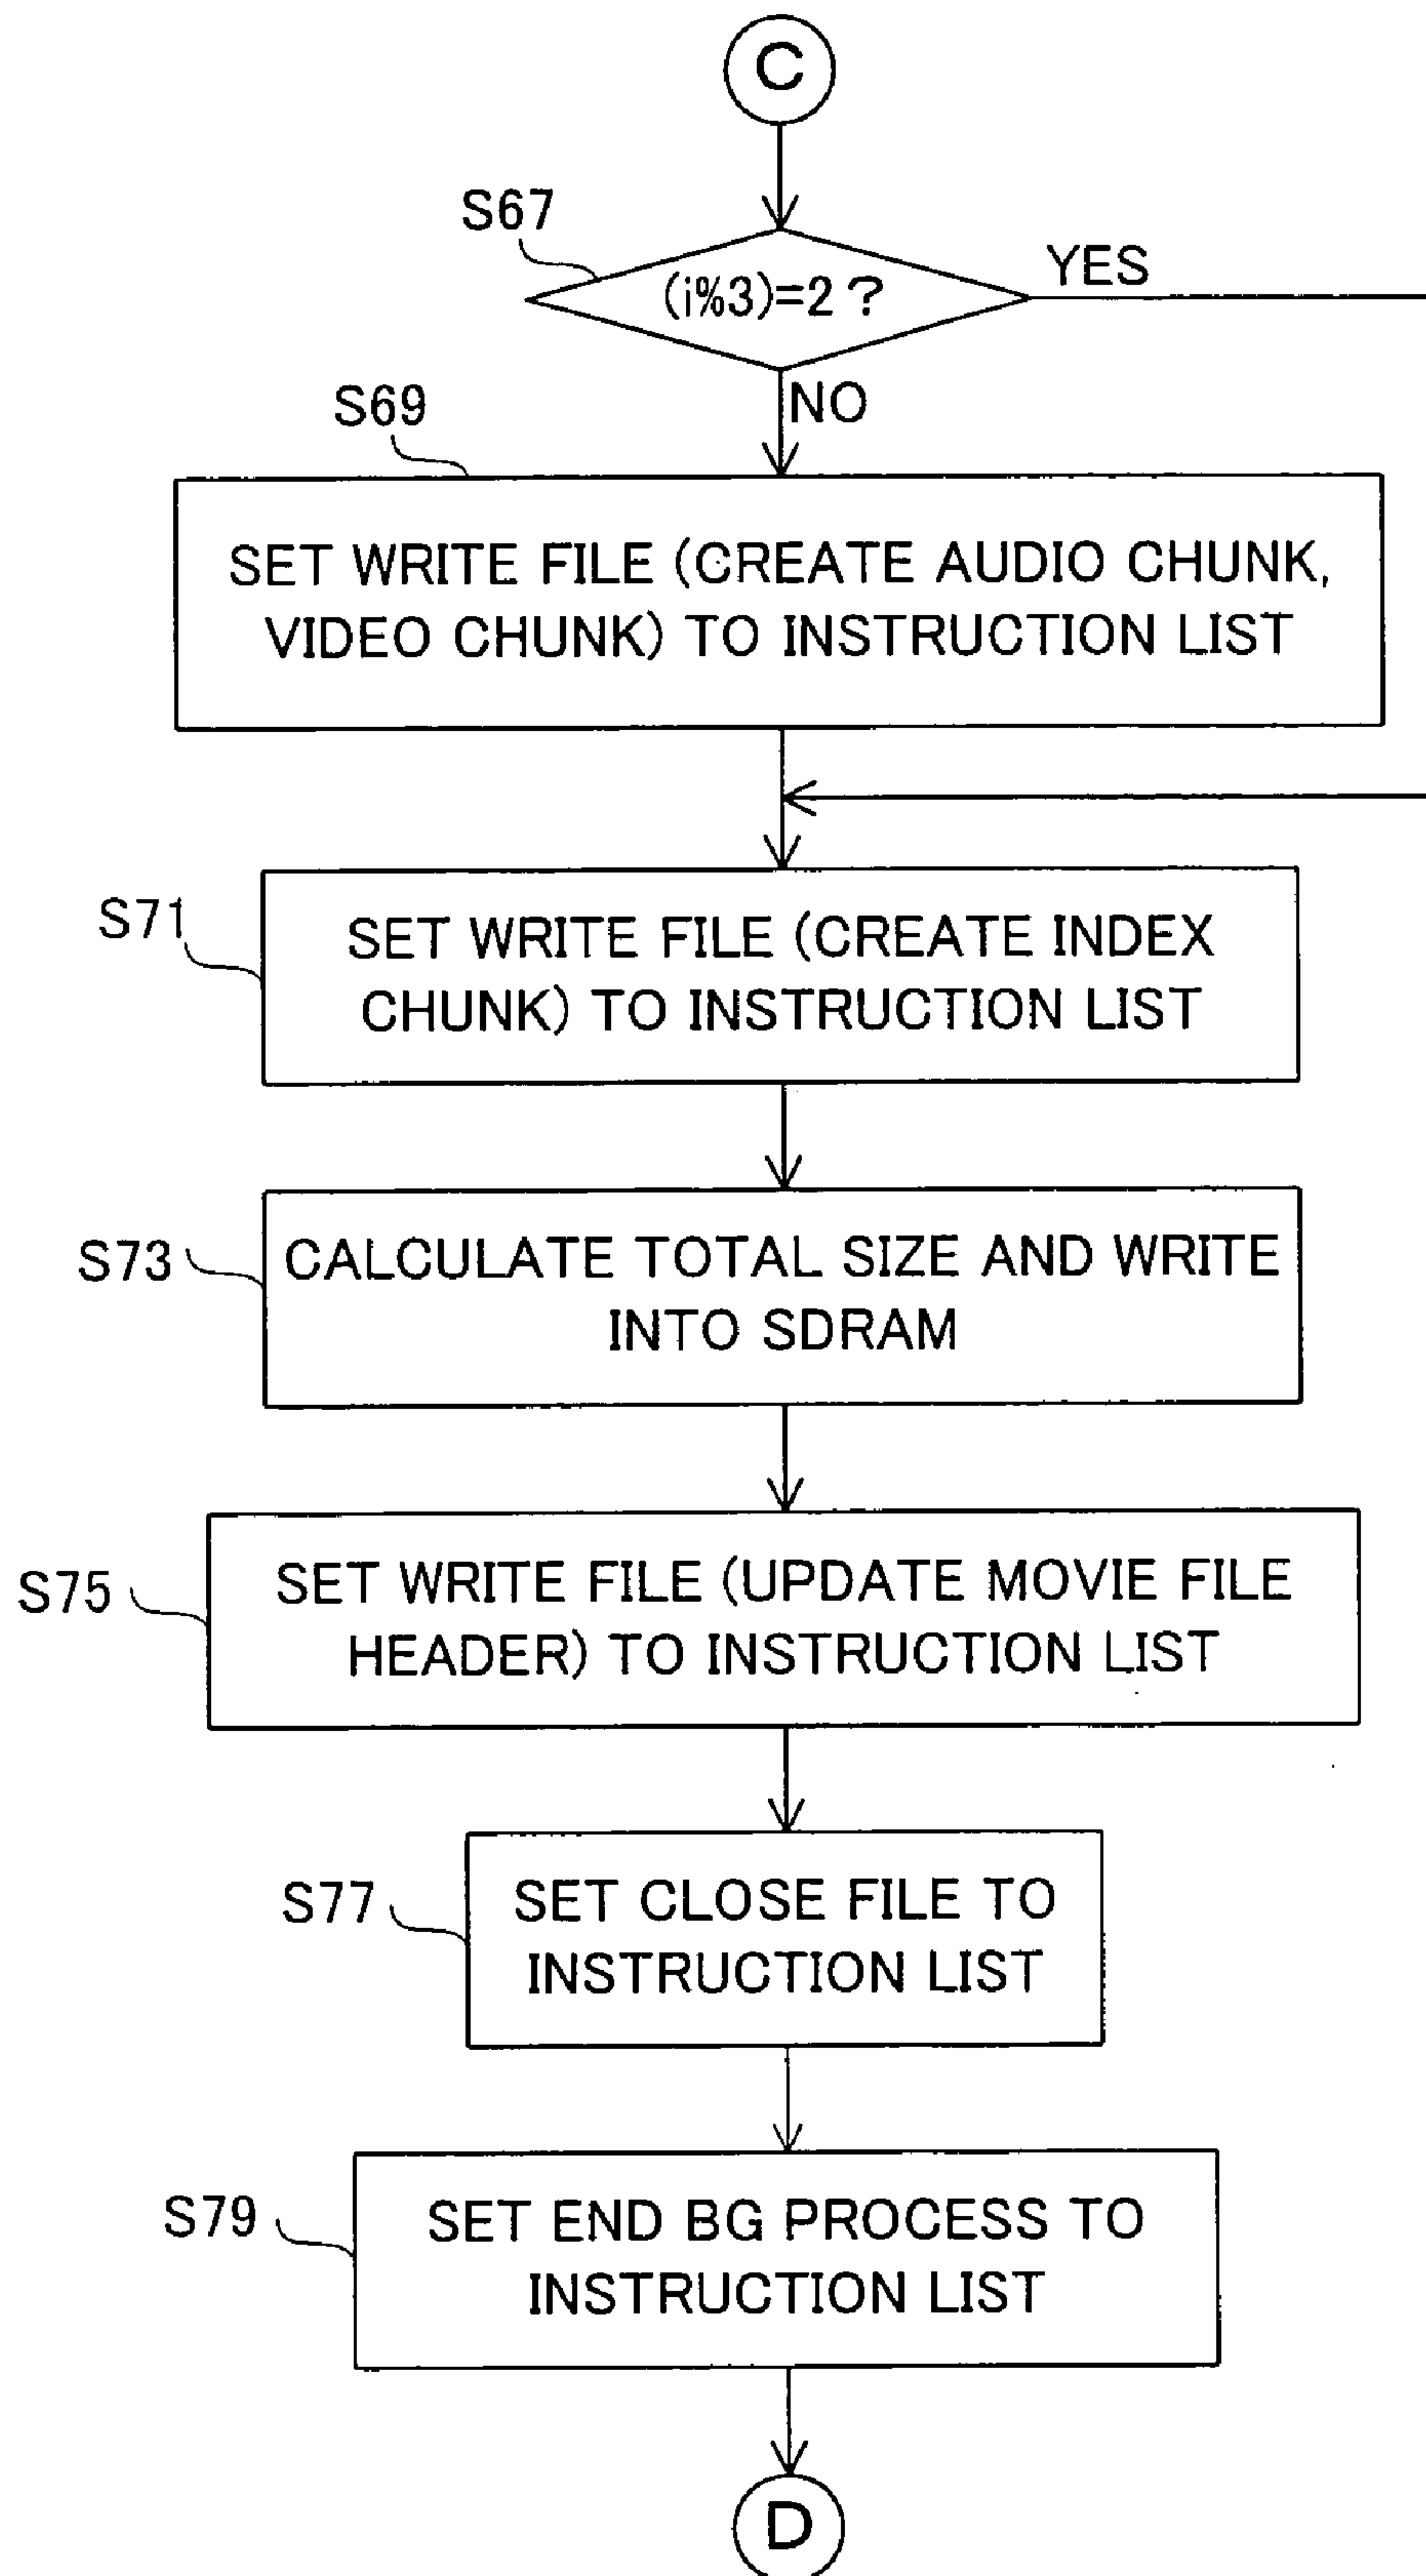 C
S67
(i%3)=2?
YES
NO
S69
SET WRITE FILE (CREATE AUDIO CHUNK,
VIDEO CHUNK) TO INSTRUCTION LIST
S71
SET WRITE FILE (CREATE INDEX
CHUNK) TO INSTRUCTION LIST
S73
CALCULATE TOTAL SIZE AND WRITE
INTO SDRAM
S75
SET WRITE FILE (UPDATE MOVIE FILE
HEADER) TO INSTRUCTION LIST
S77
SET CLOSE FILE TO
INSTRUCTION LIST
S79
SET END BG PROCESS TO
INSTRUCTION LIST
D